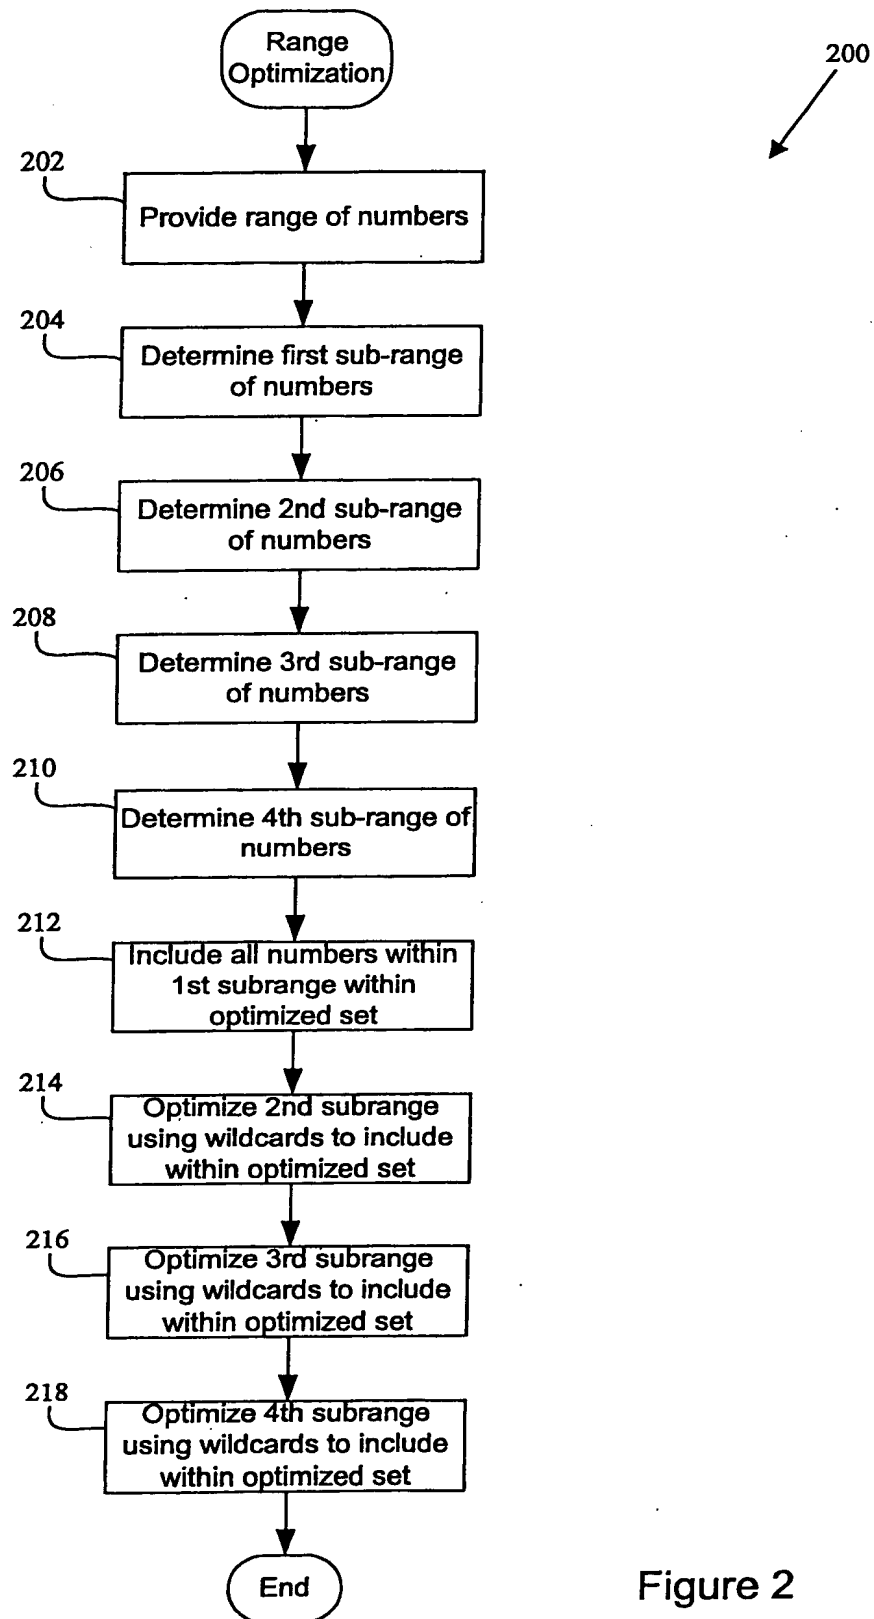 Range
Optimization
200
202
Provide range of numbers
204
Determine first sub-range
of numbers
206
Determine 2nd sub-range
of numbers
208
Determine 3rd sub-range
of numbers
210
Determine 4th sub-range of
numbers
212
Include all numbers within
1st subrange within
optimized set
214
Optimize 2nd subrange
using wildcards to include
within optimized set
216
Optimize 3rd subrange
using wildcards to include
within optimized set
218
Optimize 4th subrange
using wildcards to include
within optimized set
End
Figure 2